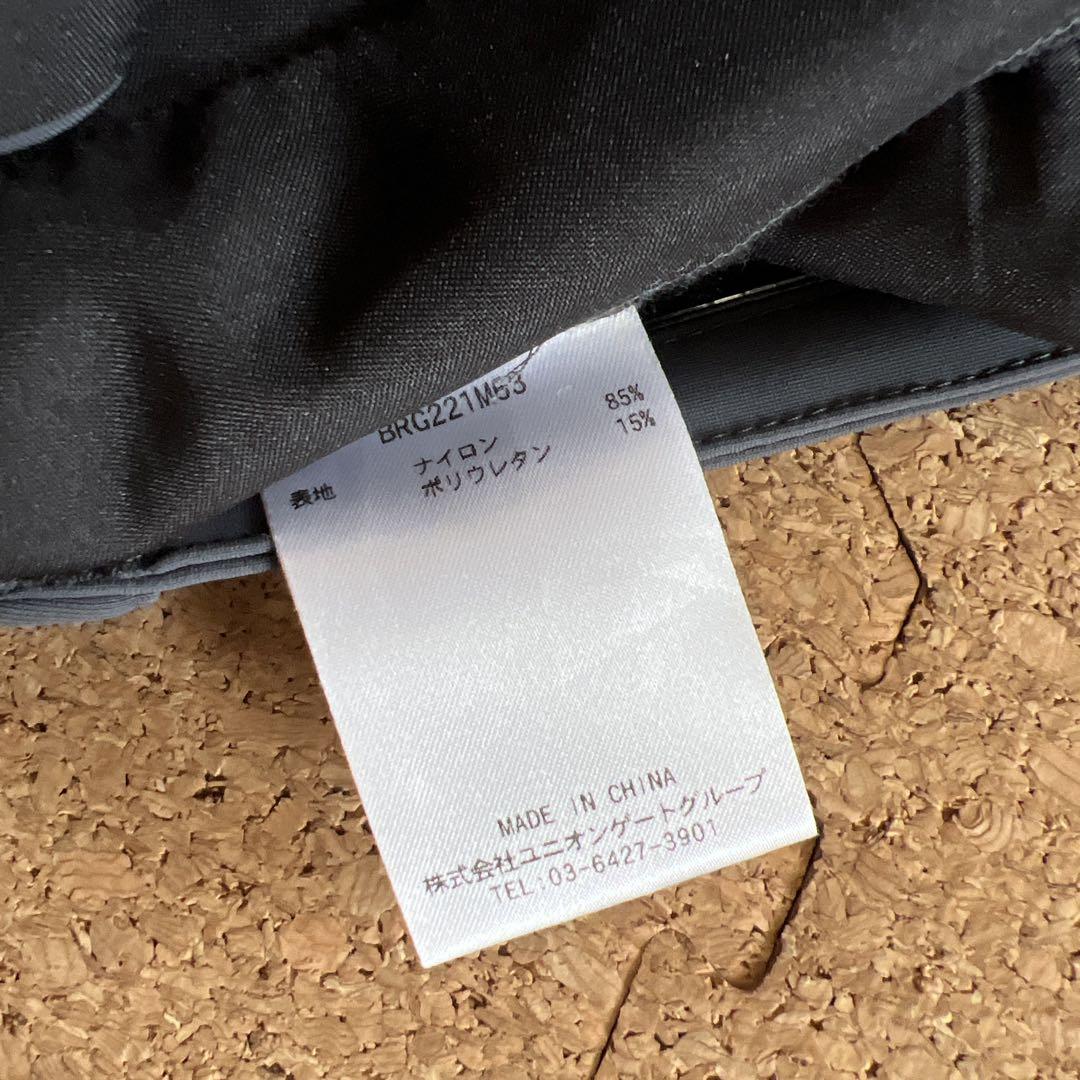 BRG221M63
表地 ナイロン 85%
ポリウレタン 15%
MADE IN CHINA
株式会社ユニオンゲートグループ
TEL:03-6427-3901